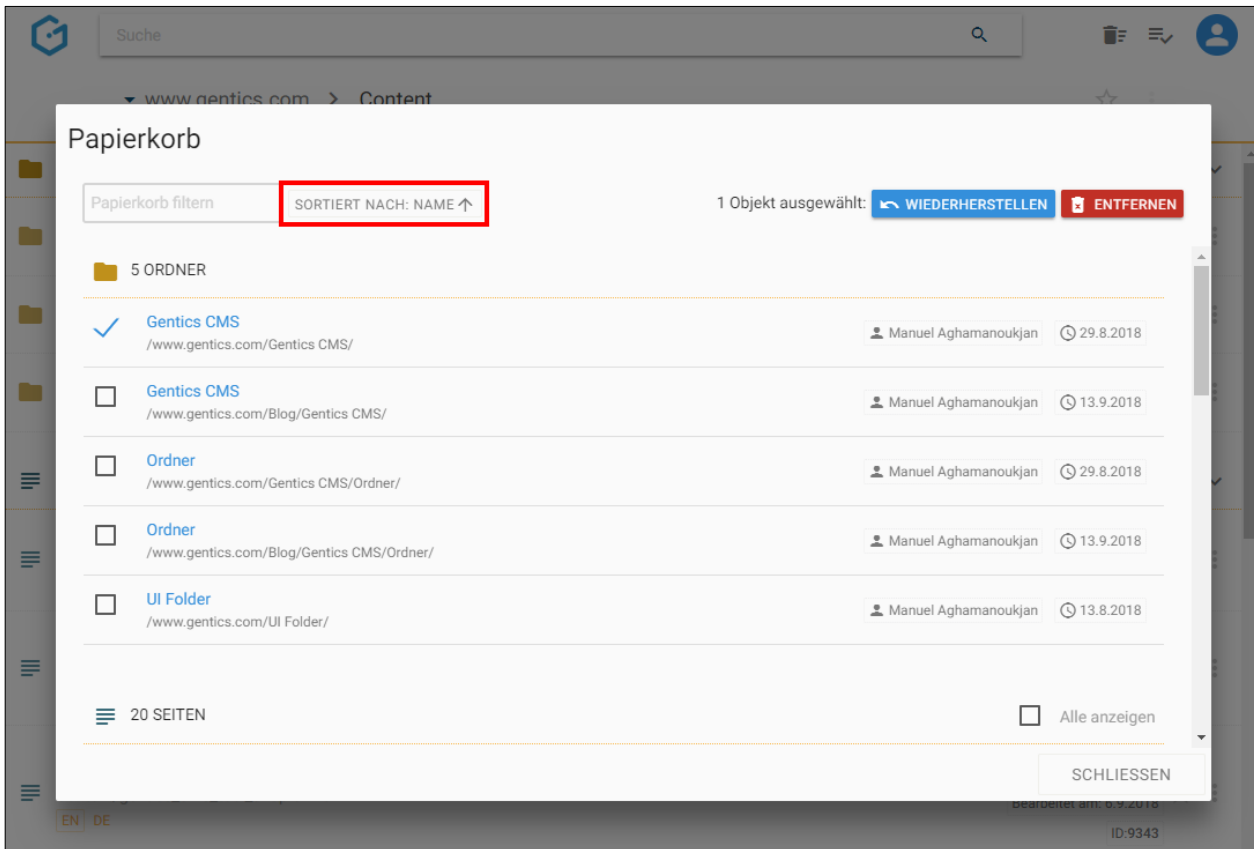 Suche
www.gentics.com > Content
Papierkorb
Papierkorb filtern SORTIERT NACH: NAME 1 Objekt ausgewählt: WIEDERHERSTELLEN ENTFERNEN
5 ORDNER
Gentics CMS
/www.gentics.com/Gentics CMS/
Manuel Aghamanoukjan 29.8.2018
Gentics CMS
/www.gentics.com/Blog/Gentics CMS/
Manuel Aghamanoukjan 13.9.2018
Ordner
/www.gentics.com/Gentics CMS/Ordner/
Manuel Aghamanoukjan 29.8.2018
Ordner
/www.gentics.com/Blog/Gentics CMS/Ordner/
Manuel Aghamanoukjan 13.9.2018
UI Folder
/www.gentics.com/UI Folder/
Manuel Aghamanoukjan 13.8.2018
20 SEITEN Alle anzeigen
SCHLIESSEN
Bearbeitet am: 6.9.2018
EN DE
ID:9343